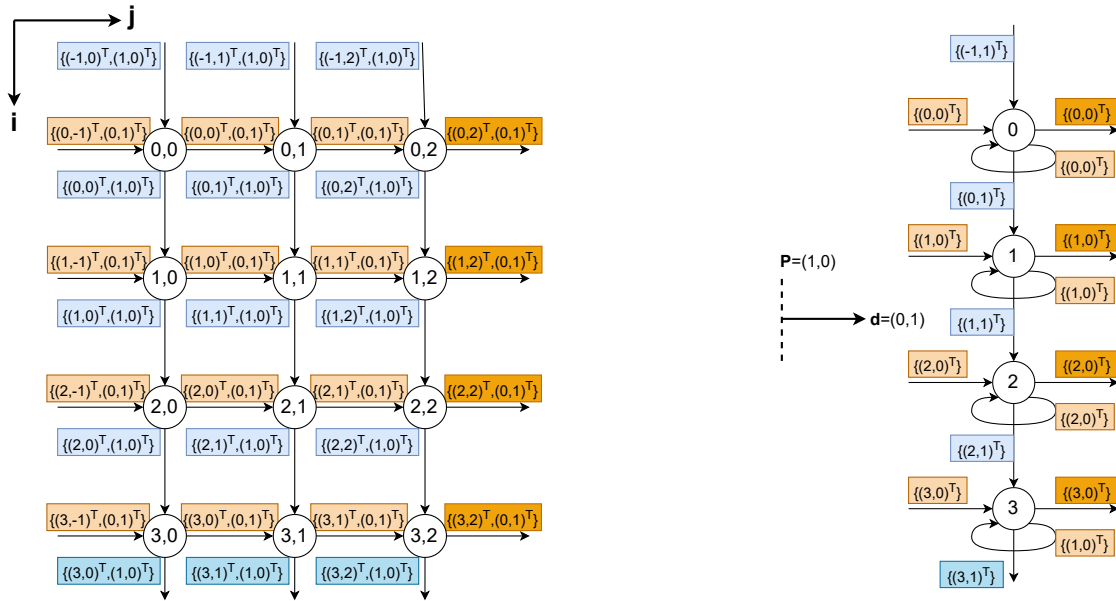 j
i
{(-1,0)ᵀ,(1,0)ᵀ} {(-1,1)ᵀ,(1,0)ᵀ} {(-1,2)ᵀ,(1,0)ᵀ}
{(0,-1)ᵀ,(0,1)ᵀ} {(0,0)ᵀ,(0,1)ᵀ} {(0,1)ᵀ,(0,1)ᵀ} {(0,2)ᵀ,(0,1)ᵀ}
0,0 0,1 0,2
{(0,0)ᵀ,(1,0)ᵀ} {(0,1)ᵀ,(1,0)ᵀ} {(0,2)ᵀ,(1,0)ᵀ}
{(1,-1)ᵀ,(0,1)ᵀ} {(1,0)ᵀ,(0,1)ᵀ} {(1,1)ᵀ,(0,1)ᵀ} {(1,2)ᵀ,(0,1)ᵀ}
1,0 1,1 1,2
{(1,0)ᵀ,(1,0)ᵀ} {(1,1)ᵀ,(1,0)ᵀ} {(1,2)ᵀ,(1,0)ᵀ}
{(2,-1)ᵀ,(0,1)ᵀ} {(2,0)ᵀ,(0,1)ᵀ} {(2,1)ᵀ,(0,1)ᵀ} {(2,2)ᵀ,(0,1)ᵀ}
2,0 2,1 2,2
{(2,0)ᵀ,(1,0)ᵀ} {(2,1)ᵀ,(1,0)ᵀ} {(2,2)ᵀ,(1,0)ᵀ}
{(3,-1)ᵀ,(0,1)ᵀ} {(3,0)ᵀ,(0,1)ᵀ} {(3,1)ᵀ,(0,1)ᵀ} {(3,2)ᵀ,(0,1)ᵀ}
3,0 3,1 3,2
{(3,0)ᵀ,(1,0)ᵀ} {(3,1)ᵀ,(1,0)ᵀ} {(3,2)ᵀ,(1,0)ᵀ}
P=(1,0)
d=(0,1)
{(-1,1)ᵀ}
{(0,0)ᵀ} {(0,0)ᵀ}
0
{(0,0)ᵀ}
{(0,1)ᵀ}
{(1,0)ᵀ} {(1,0)ᵀ}
1
{(1,0)ᵀ}
{(1,1)ᵀ}
{(2,0)ᵀ} {(2,0)ᵀ}
2
{(2,0)ᵀ}
{(2,1)ᵀ}
{(3,0)ᵀ} {(3,0)ᵀ}
3
{(1,0)ᵀ}
{(3,1)ᵀ}